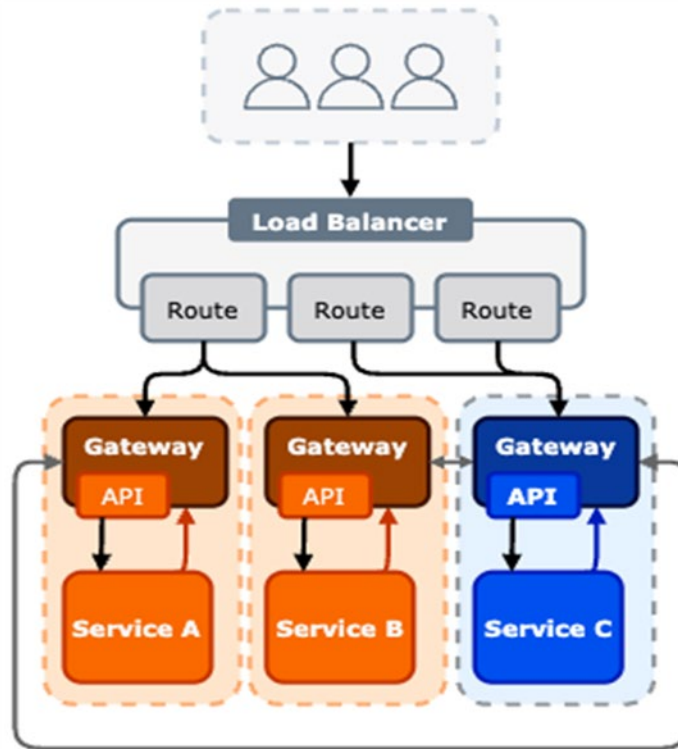 Load Balancer
Route
Route
Route
Gateway
Gateway
Gateway
API
API
API
Service A
Service B
Service C